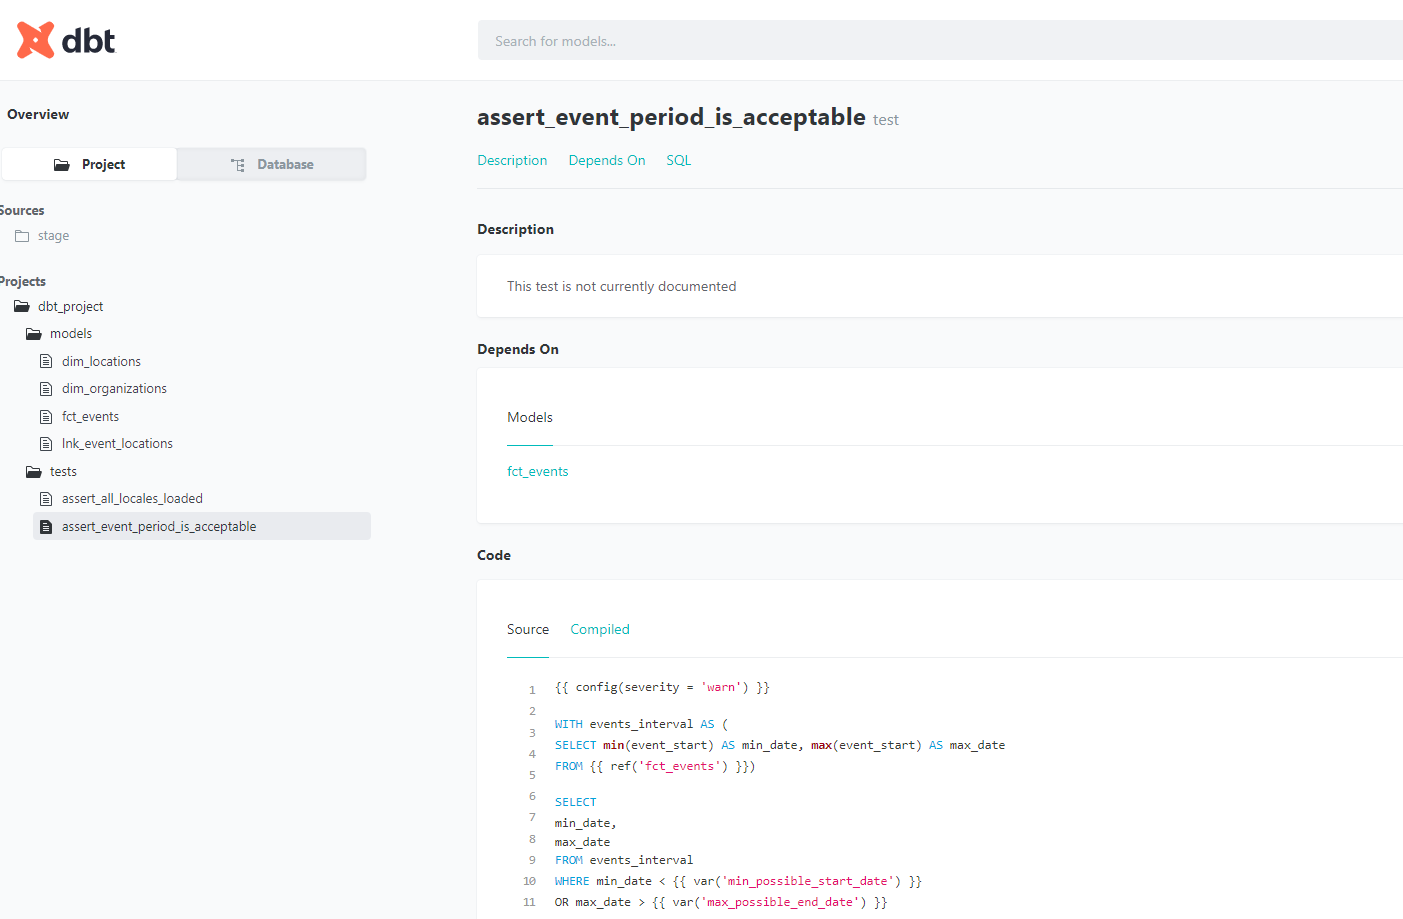 dbt
Search for models...
Overview
Project
Database
Sources
stage
Projects
dbt_project
models
dim_locations
dim_organizations
fct_events
lnk_event_locations
tests
assert_all_locales_loaded
assert_event_period_is_acceptable
assert_event_period_is_acceptable test
Description Depends On SQL
Description
This test is not currently documented
Depends On
Models
fct_events
Code
Source Compiled
1 {{ config(severity = 'warn') }}
2
3 WITH events_interval AS (
4 SELECT min(event_start) AS min_date, max(event_start) AS max_date
5 FROM {{ ref('fct_events') }})
6
7 SELECT
8 min_date,
9 max_date
10 FROM events_interval
11 WHERE min_date < {{ var('min_possible_start_date') }}
OR max_date > {{ var('max_possible_end_date') }}